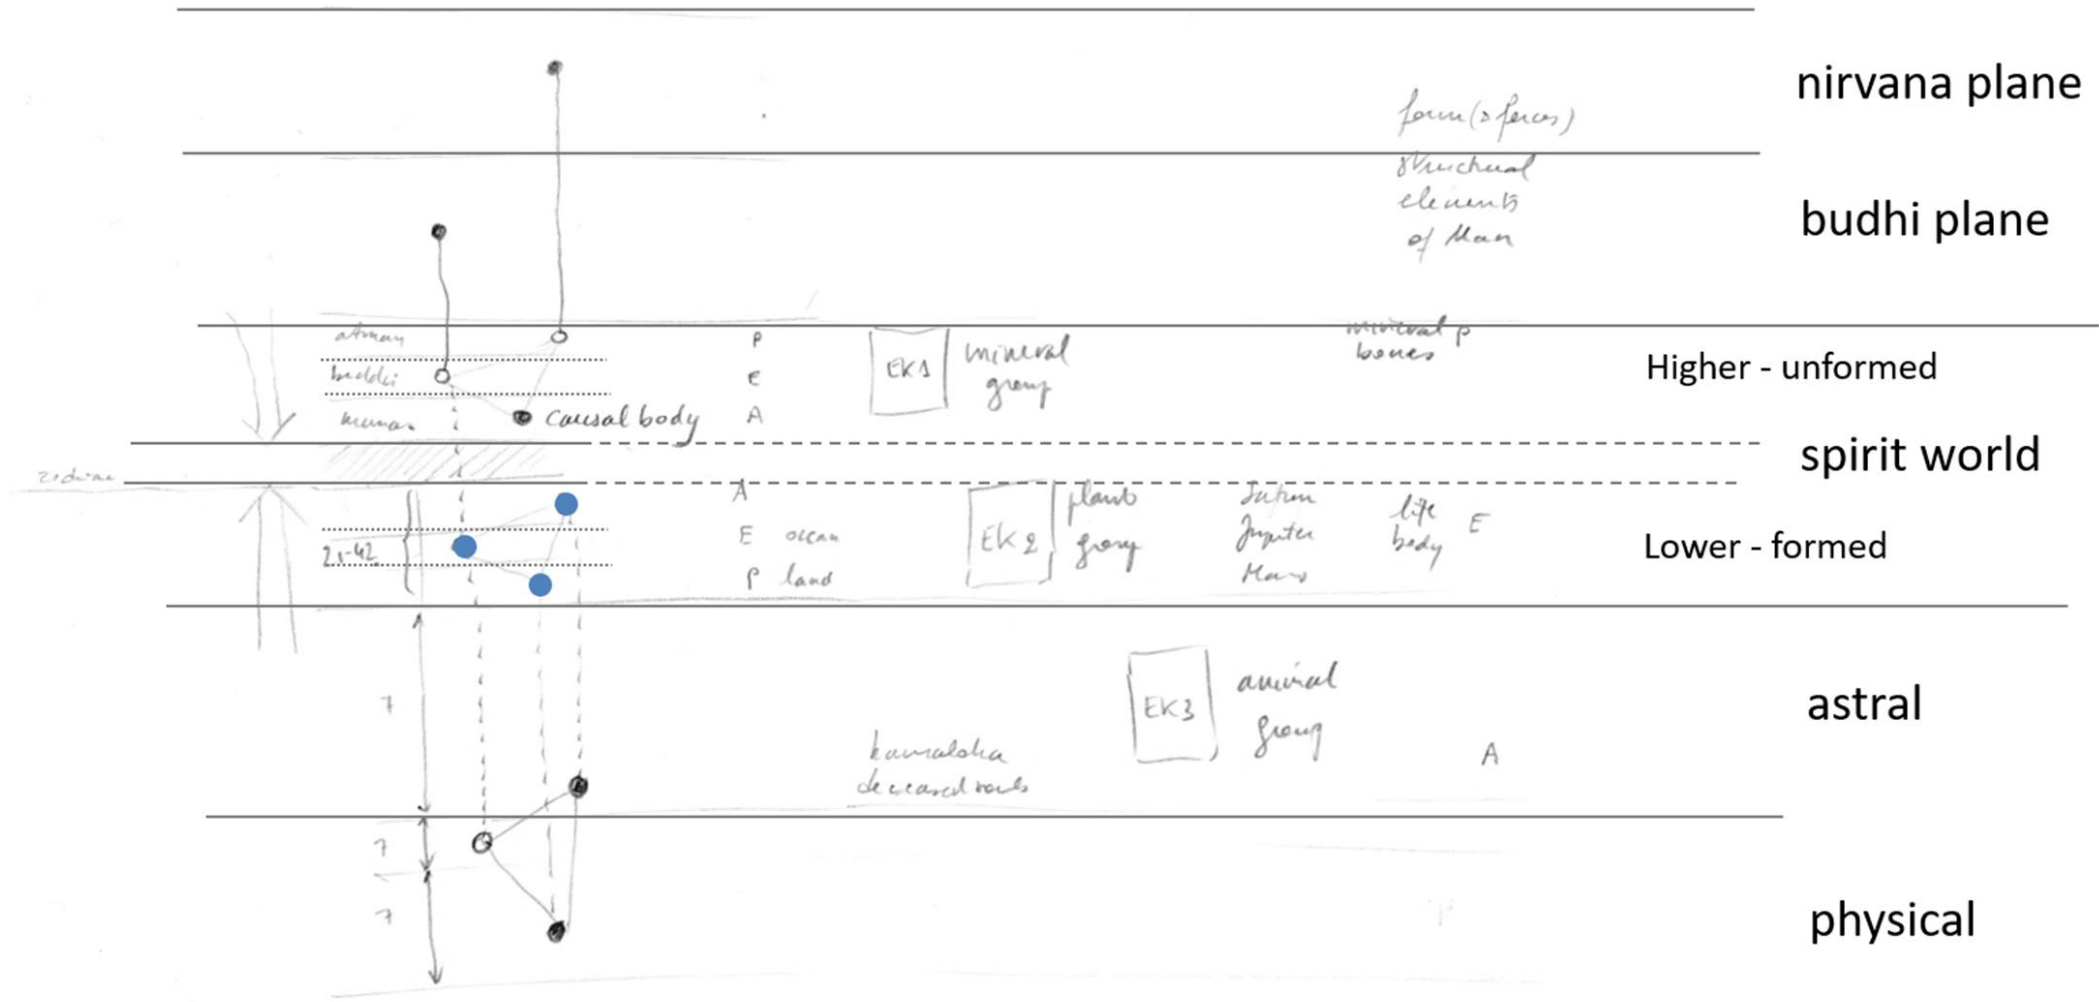 nirvana plane
form (& forces)
structural
elements
of Man
budhi plane
atman
P
EK1
mineral
group
mineral P
bones
Higher - unformed
buddhi
E
manas
causal body
A
spirit world
zodiac
A
EK2
plant
group
Saturn
Jupiter
Mars
life
body
E
Lower - formed
21-42
E ocean
P land
7
EK3
animal
group
astral
kamaloka
deceased souls
A
7
7
physical
P